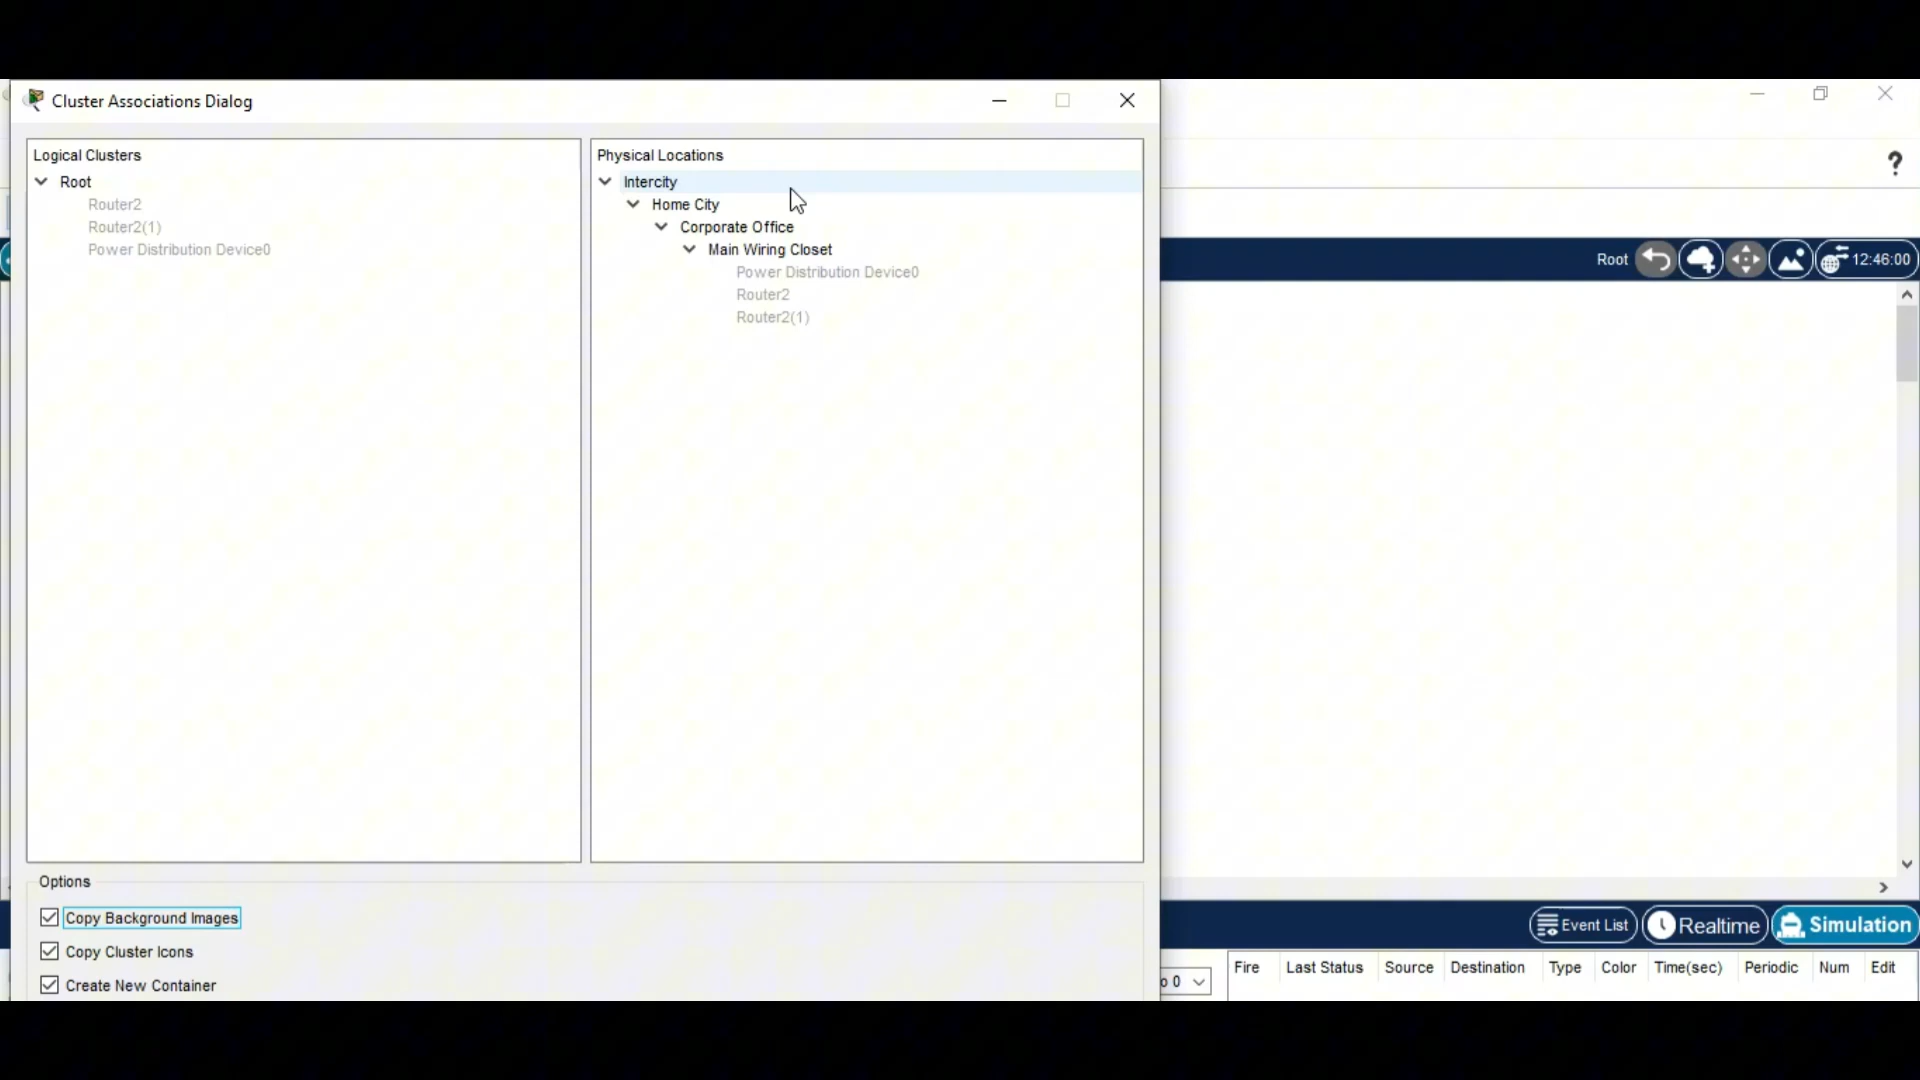 Cluster Associations Dialog
Logical Clusters
Root
Router2
Router2(1)
Power Distribution Device0
Physical Locations
Intercity
Home City
Corporate Office
Main Wiring Closet
Power Distribution Device0
Router2
Router2(1)
Options
Copy Background Images
Copy Cluster Icons
Create New Container
?
Root
12:46:00
Event List
Realtime
Simulation
o 0
Fire Last Status Source Destination Type Color Time(sec) Periodic Num Edit